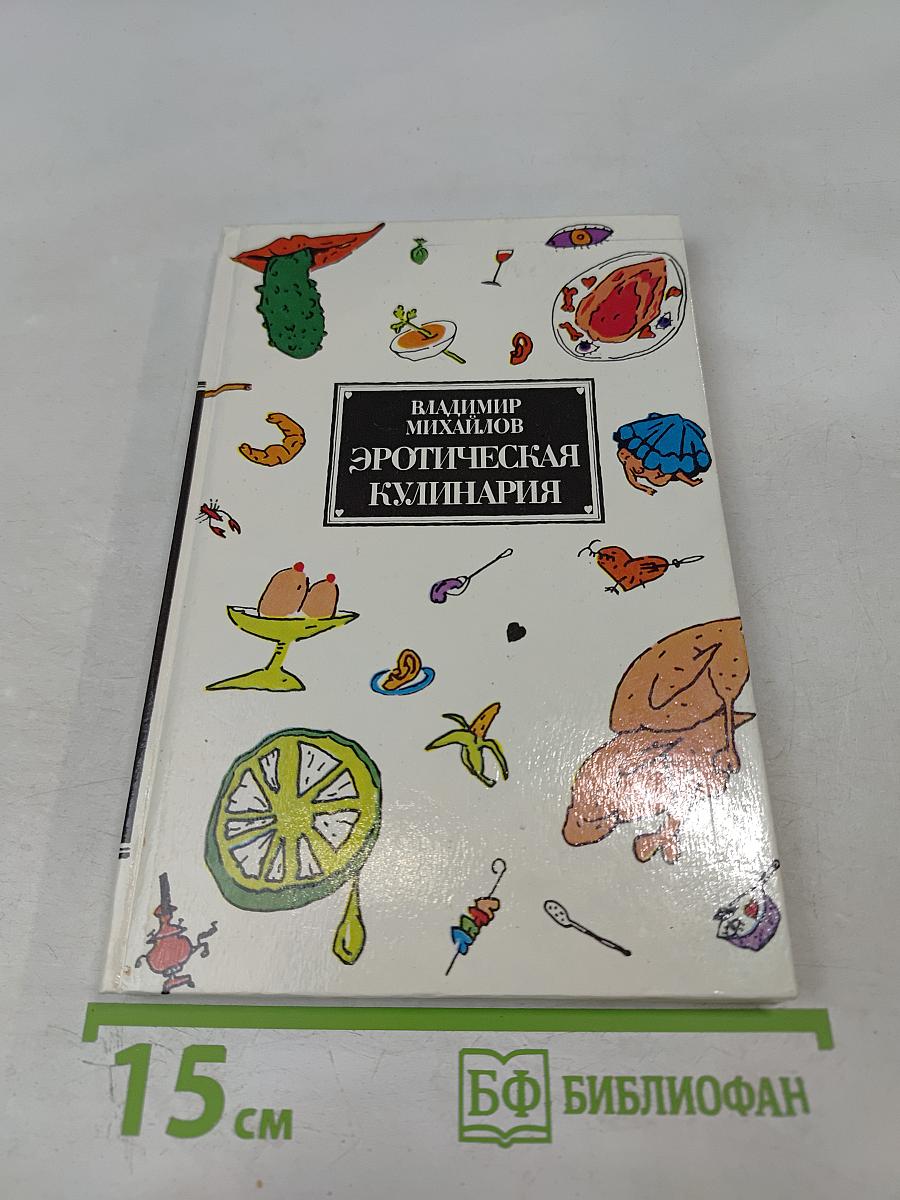 ВЛАДИМИР
МИХАЙЛОВ
ЭРОТИЧЕСКАЯ
КУЛИНАРИЯ
15 см
БФ БИБЛИОФАН